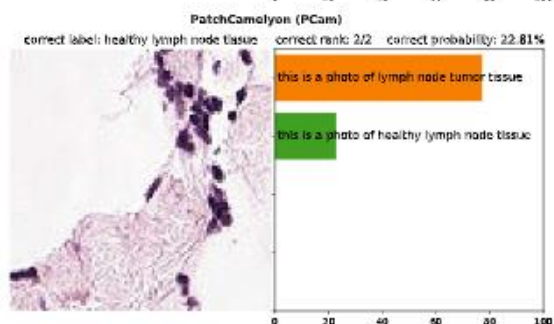 PatchCamelyon (PCam)
correct label: healthy lymph node tissue correct rank: 2/2 correct probability: 22.81%
this is a photo of lymph node tumor tissue
this is a photo of healthy lymph node tissue
0 20 40 60 80 100